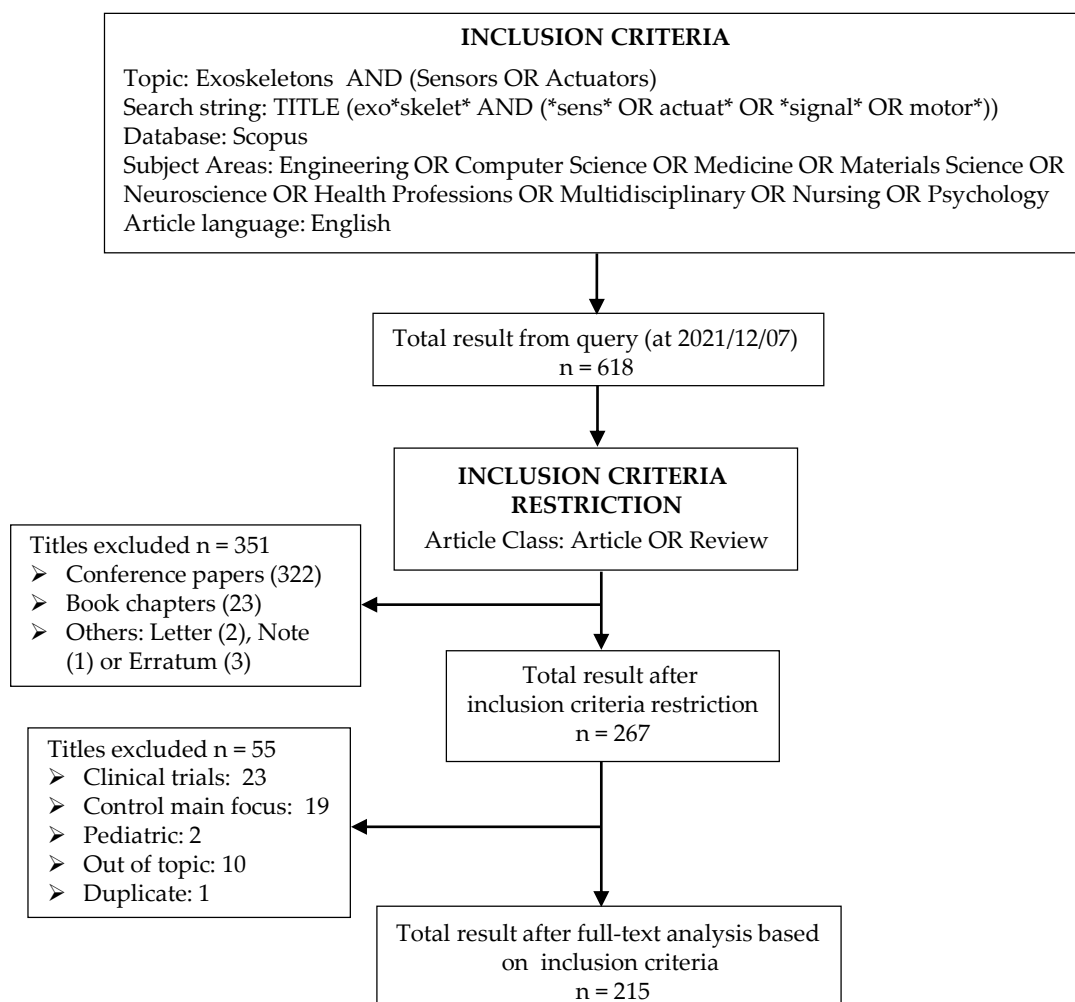 INCLUSION CRITERIA
Topic: Exoskeletons AND (Sensors OR Actuators)
Search string: TITLE (exo*skelet* AND (*sens* OR actuat* OR *signal* OR motor*))
Database: Scopus
Subject Areas: Engineering OR Computer Science OR Medicine OR Materials Science OR
Neuroscience OR Health Professions OR Multidisciplinary OR Nursing OR Psychology
Article language: English
Total result from query (at 2021/12/07)
n = 618
INCLUSION CRITERIA
RESTRICTION
Article Class: Article OR Review
Titles excluded n = 351
➢ Conference papers (322)
➢ Book chapters (23)
➢ Others: Letter (2), Note
(1) or Erratum (3)
Total result after
inclusion criteria restriction
n = 267
Titles excluded n = 55
➢ Clinical trials: 23
➢ Control main focus: 19
➢ Pediatric: 2
➢ Out of topic: 10
➢ Duplicate: 1
Total result after full-text analysis based
on inclusion criteria
n = 215